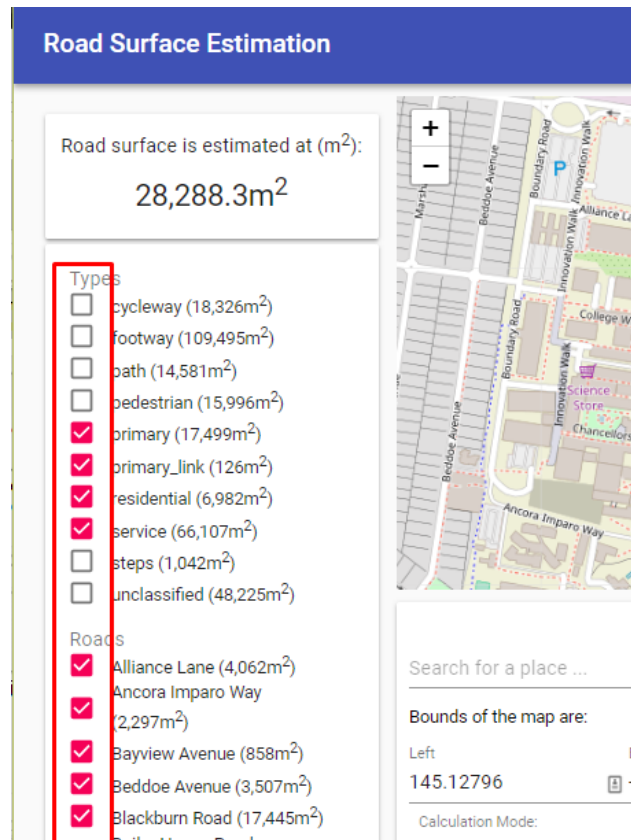 Road Surface Estimation
Road surface is estimated at (m²):
28,288.3m²
Types
cycleway (18,326m²)
footway (109,495m²)
path (14,581m²)
pedestrian (15,996m²)
primary (17,499m²)
primary_link (126m²)
residential (6,982m²)
service (66,107m²)
steps (1,042m²)
unclassified (48,225m²)
Roads
Alliance Lane (4,062m²)
Ancora Imparo Way
(2,297m²)
Bayview Avenue (858m²)
Beddoe Avenue (3,507m²)
Blackburn Road (17,445m²)
+
−
Beddoe Avenue
Boundary Road
Innovation Walk
P
Alliance La
Innovation Walk
College W
Boundary Road
Innovation Walk
Science
Store
Chancellors
Beddoe Avenue
Ancora Imparo Way
Search for a place ...
Bounds of the map are:
Left
145.12796
Calculation Mode: